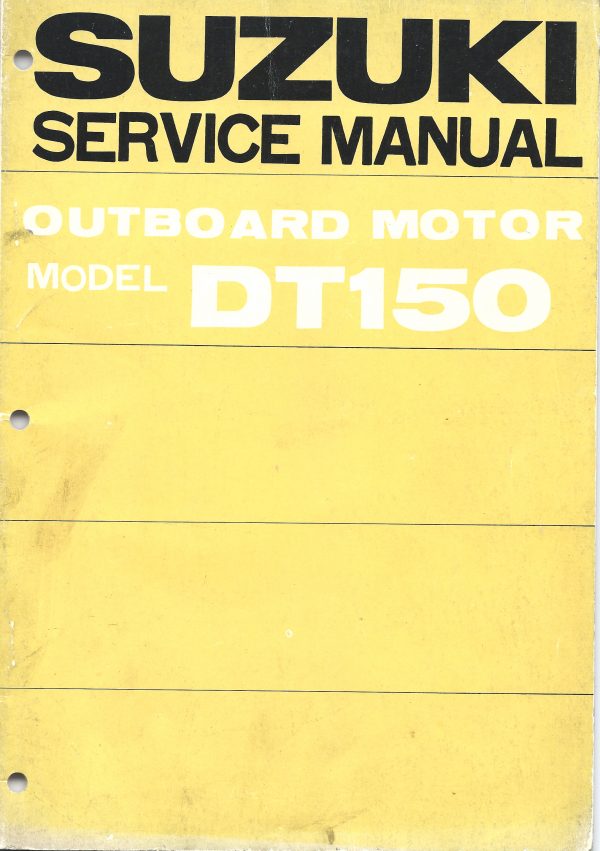 SUZUKI
SERVICE MANUAL
OUTBOARD MOTOR
MODEL DT150